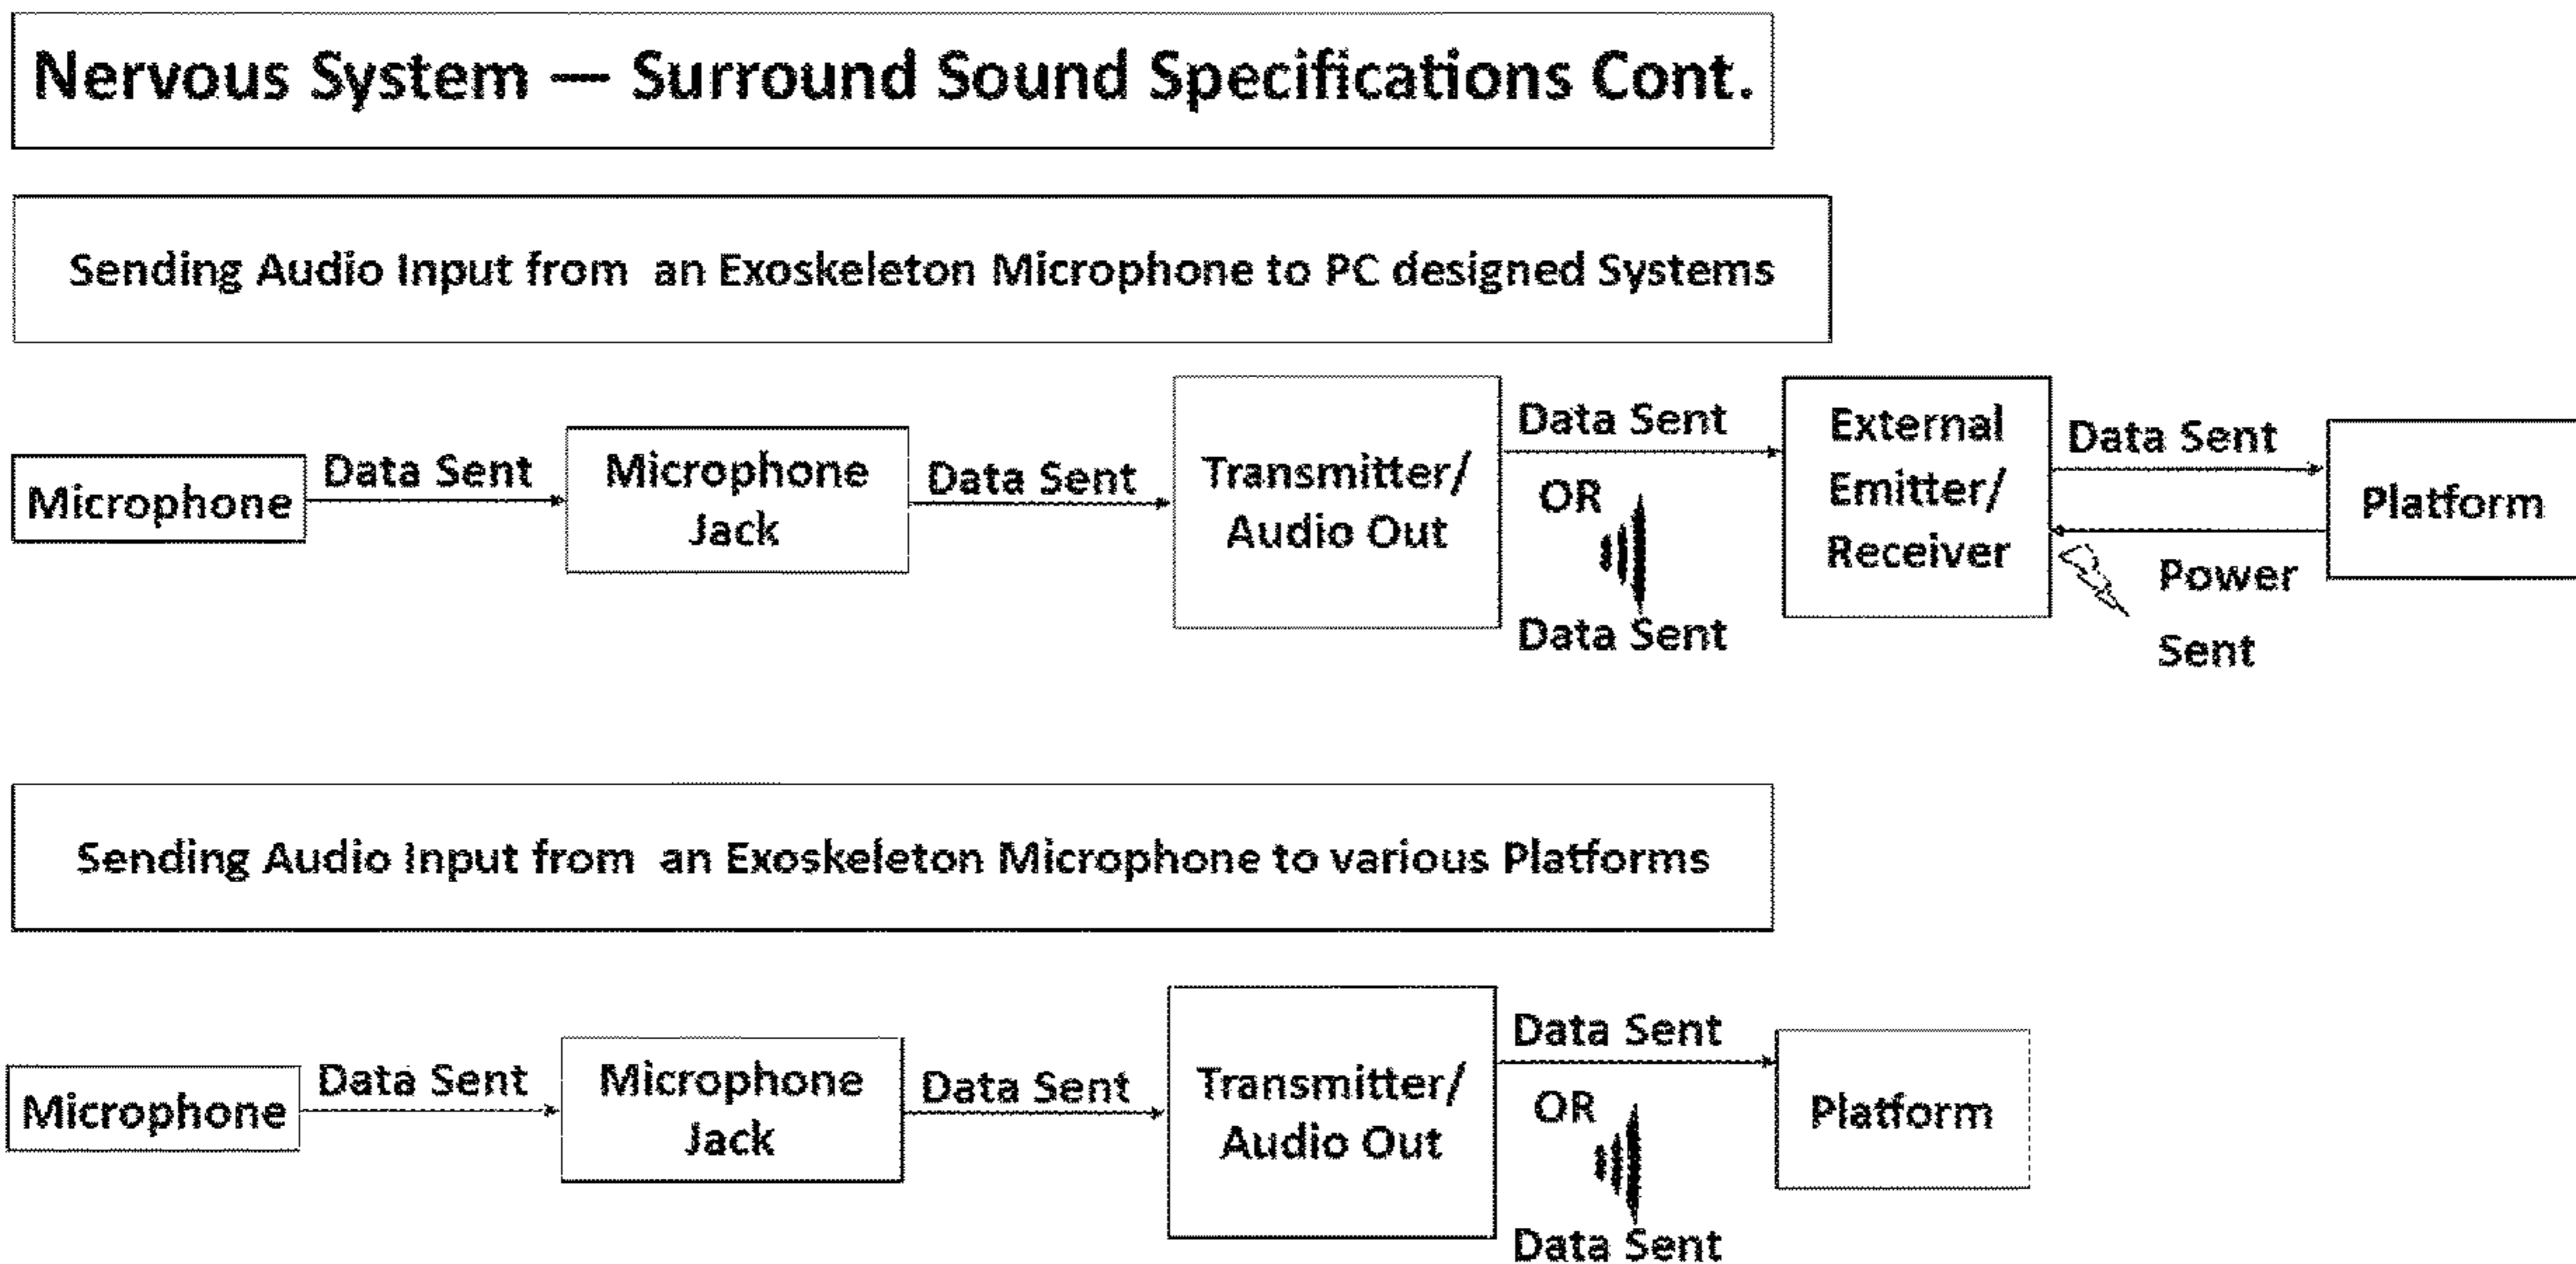 Nervous System — Surround Sound Specifications Cont.
Sending Audio Input from an Exoskeleton Microphone to PC designed Systems
Microphone
Data Sent
Microphone
Jack
Data Sent
Transmitter/
Audio Out
Data Sent
OR
Data Sent
External
Emitter/
Receiver
Data Sent
Power
Sent
Platform
Sending Audio Input from an Exoskeleton Microphone to various Platforms
Microphone
Data Sent
Microphone
Jack
Data Sent
Transmitter/
Audio Out
Data Sent
OR
Data Sent
Platform